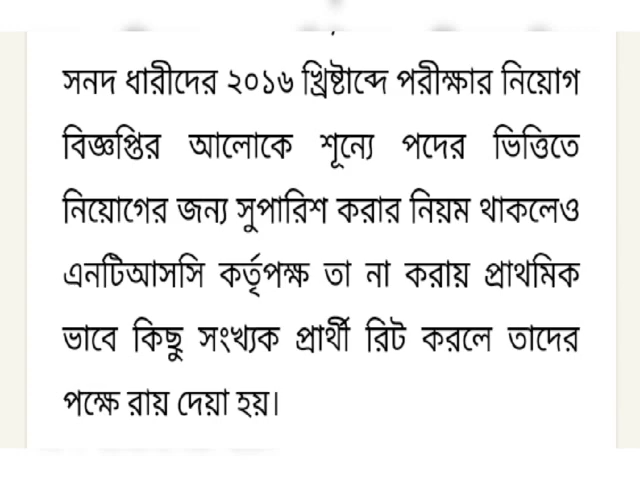 সনদ ধারীদের ২০১৬ খ্রিষ্টাব্দে পরীক্ষার নিয়োগ
বিজ্ঞপ্তির আলোকে শূন্যে পদের ভিত্তিতে
নিয়োগের জন্য সুপারিশ করার নিয়ম থাকলেও
এনটিআসসি কর্তৃপক্ষ তা না করায় প্রাথমিক
ভাবে কিছু সংখ্যক প্রার্থী রিট করলে তাদের
পক্ষে রায় দেয়া হয়।